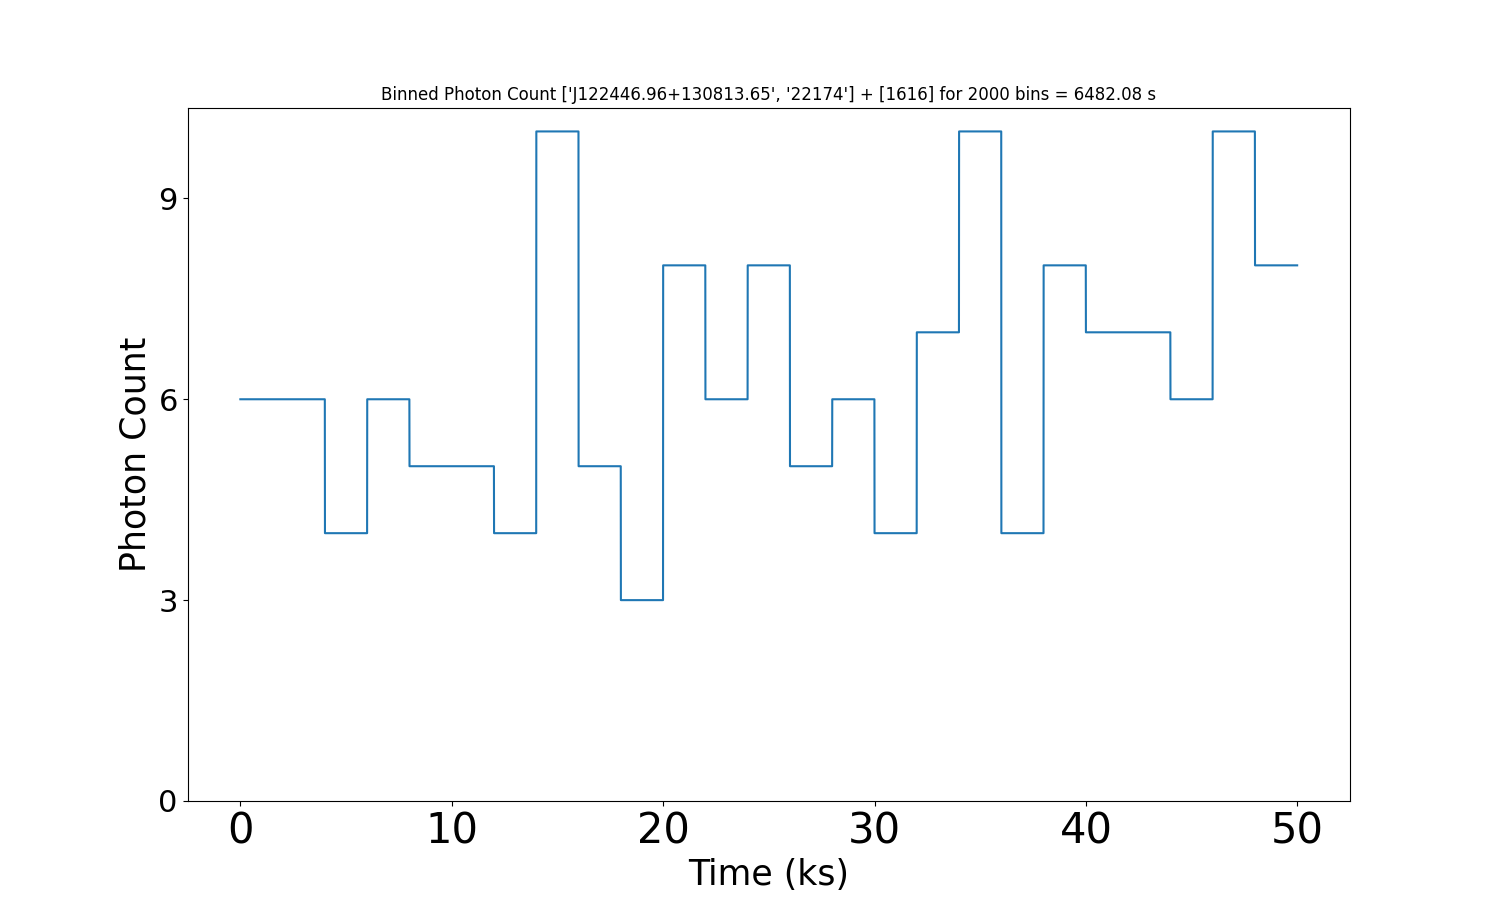 Binned Photon Count ['J122446.96+130813.65', '22174'] + [1616] for 2000 bins = 6482.08 s
9
6
3
0
Photon Count
0 10 20 30 40 50
Time (ks)